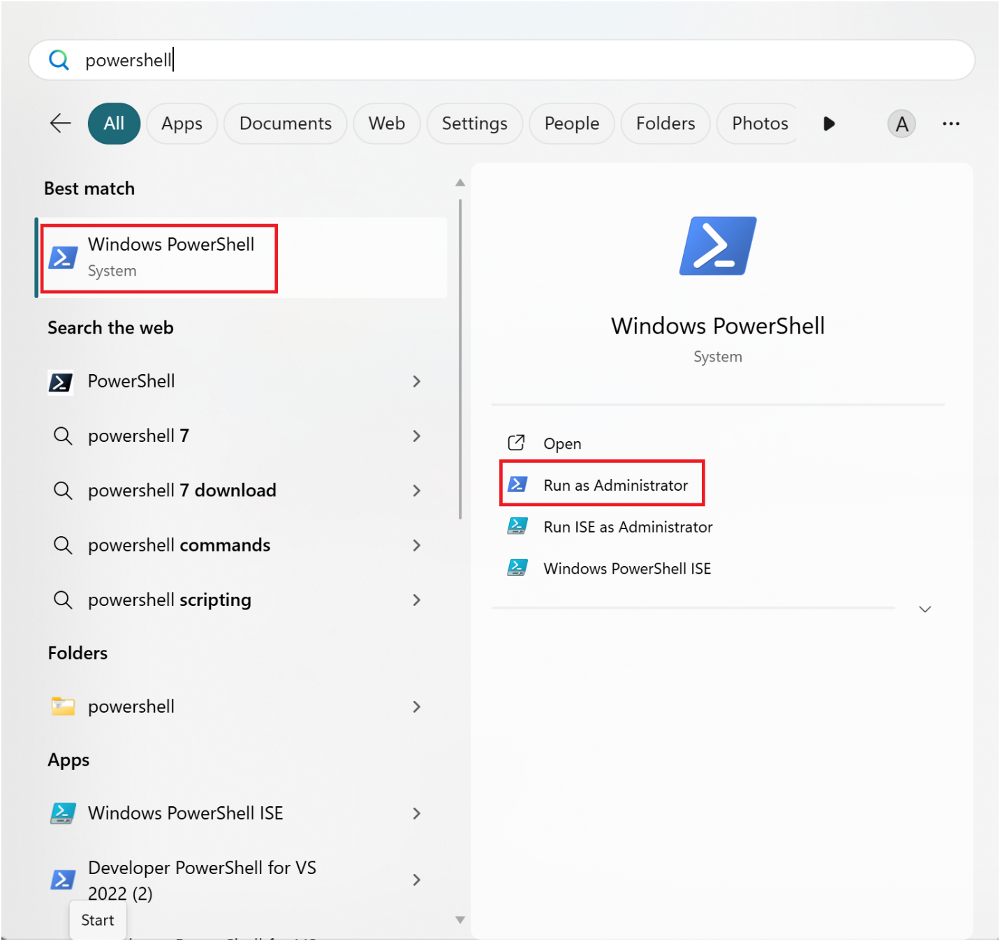 powershell
All
Apps
Documents
Web
Settings
People
Folders
Photos
A
Best match
Windows PowerShell
System
Search the web
PowerShell
powershell 7
powershell 7 download
powershell commands
powershell scripting
Folders
powershell
Apps
Windows PowerShell ISE
Developer PowerShell for VS
2022 (2)
Start
Windows PowerShell
System
Open
Run as Administrator
Run ISE as Administrator
Windows PowerShell ISE